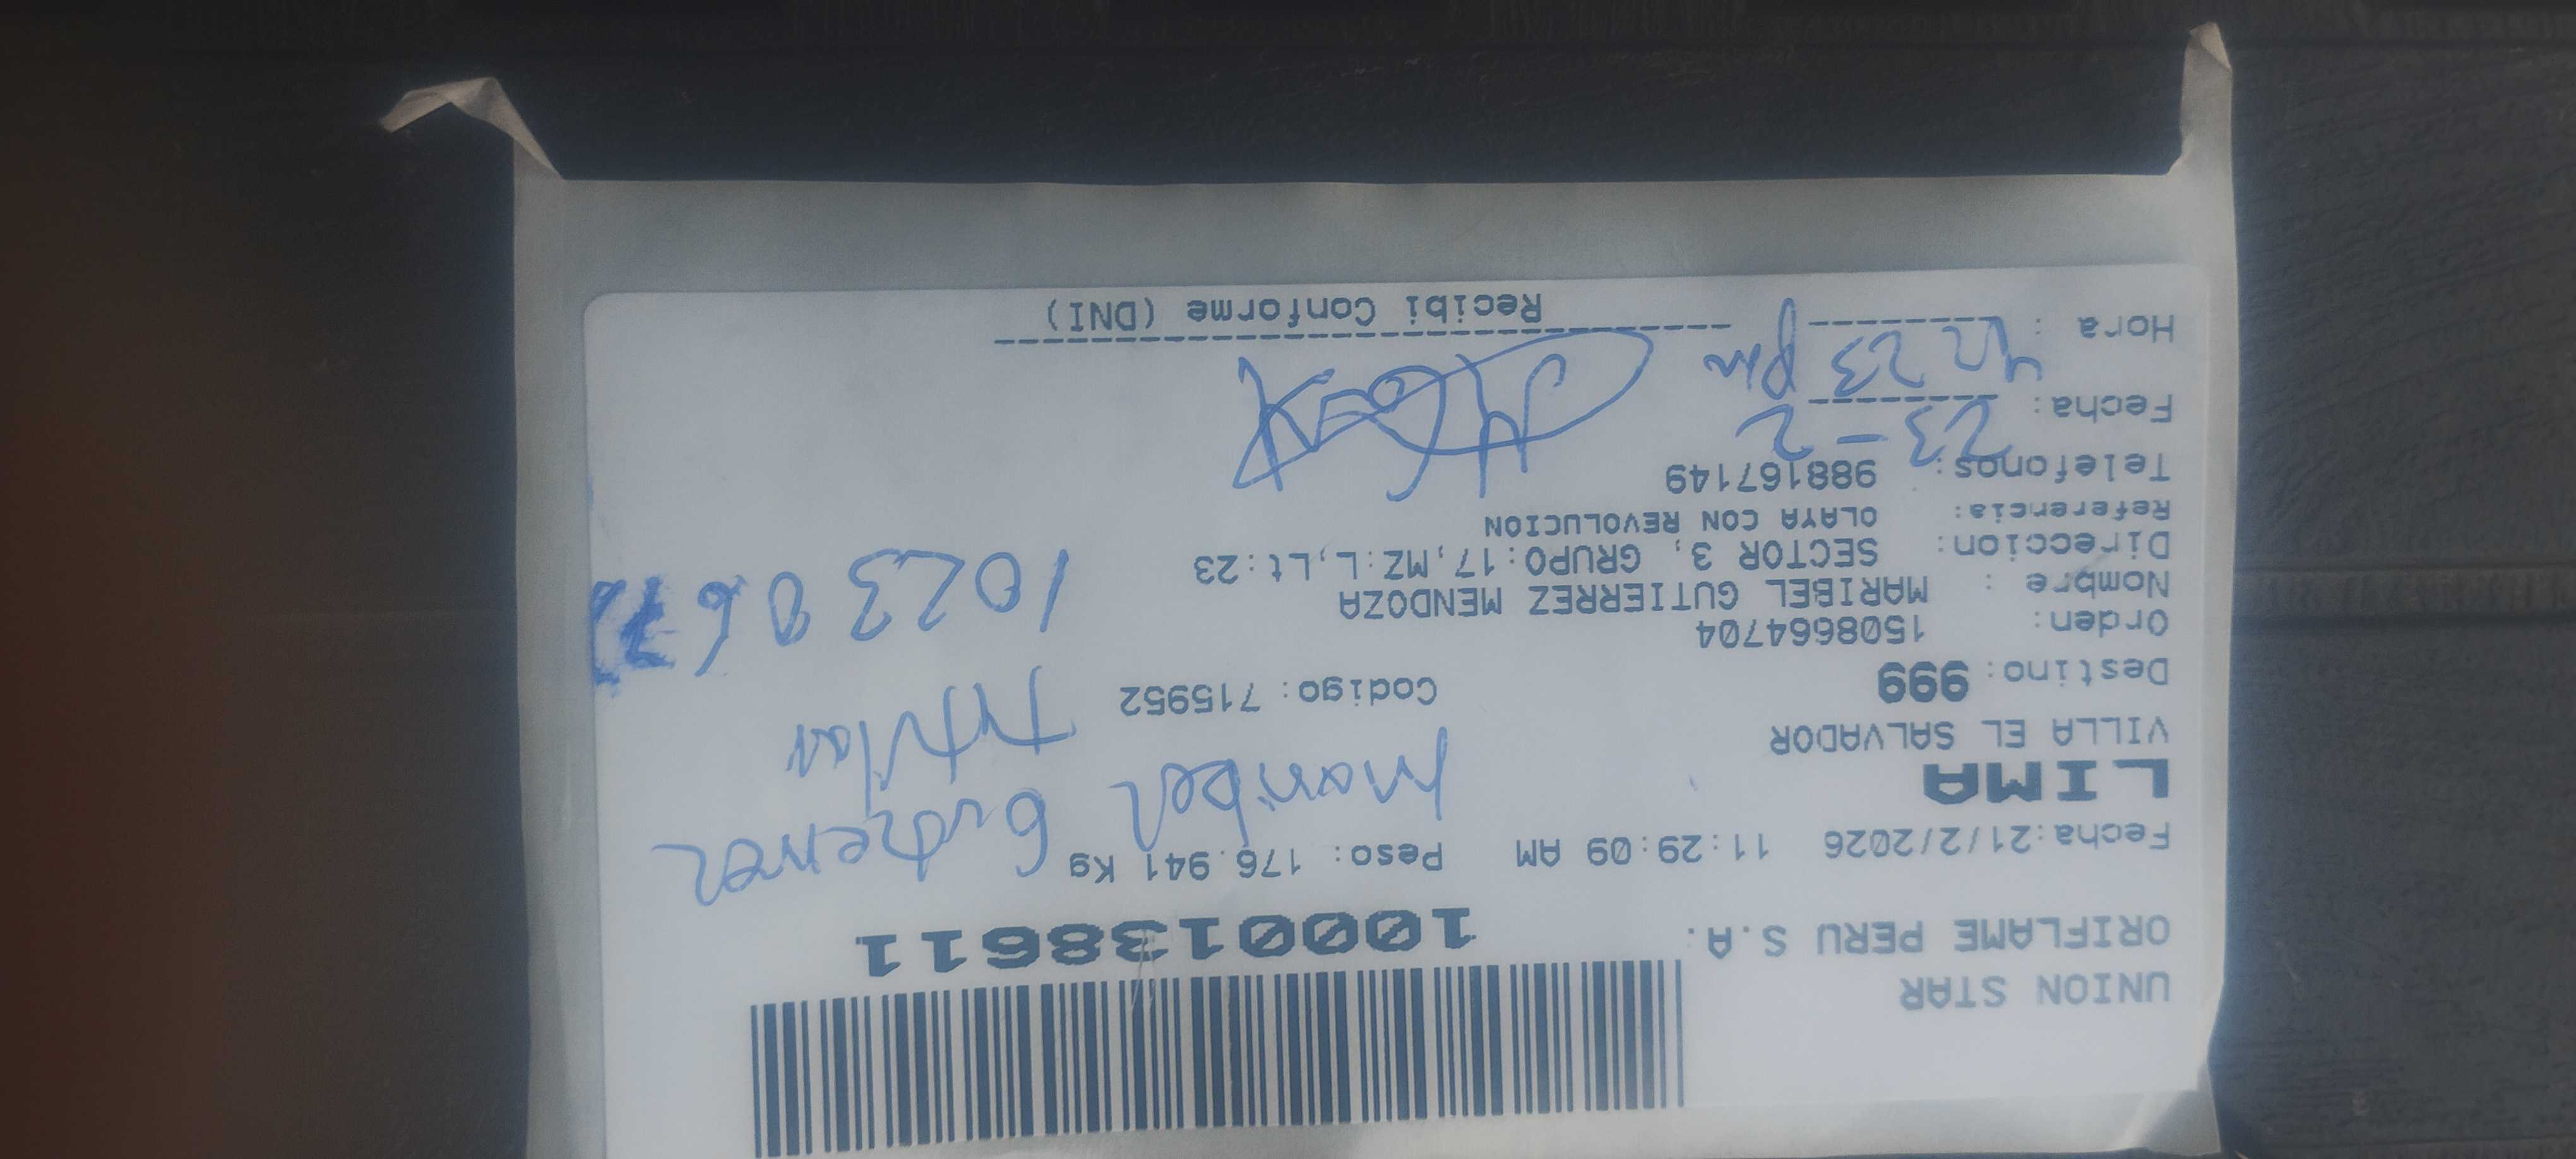 UNION STAR
ORIFLAME PERU S.A.
1000138611
Fecha:21/2/2026 11:29:09 AM Peso: 176.941 Kg
LIMA
Maribel Gutierrez
VILLA EL SALVADOR
Titular
Destino: 999 Codigo: 715952
Orden: 1508664704
Nombre : MARIBEL GUTIERREZ MENDOZA
Direccion: SECTOR 3, GRUPO:17,MZ:L,Lt:23
Referencia: OLAYA CON REVOLUCION
Telefonos: 988167149
Fecha: 23-2
Hora : 23 pm
Recibi Conforme (DNI)